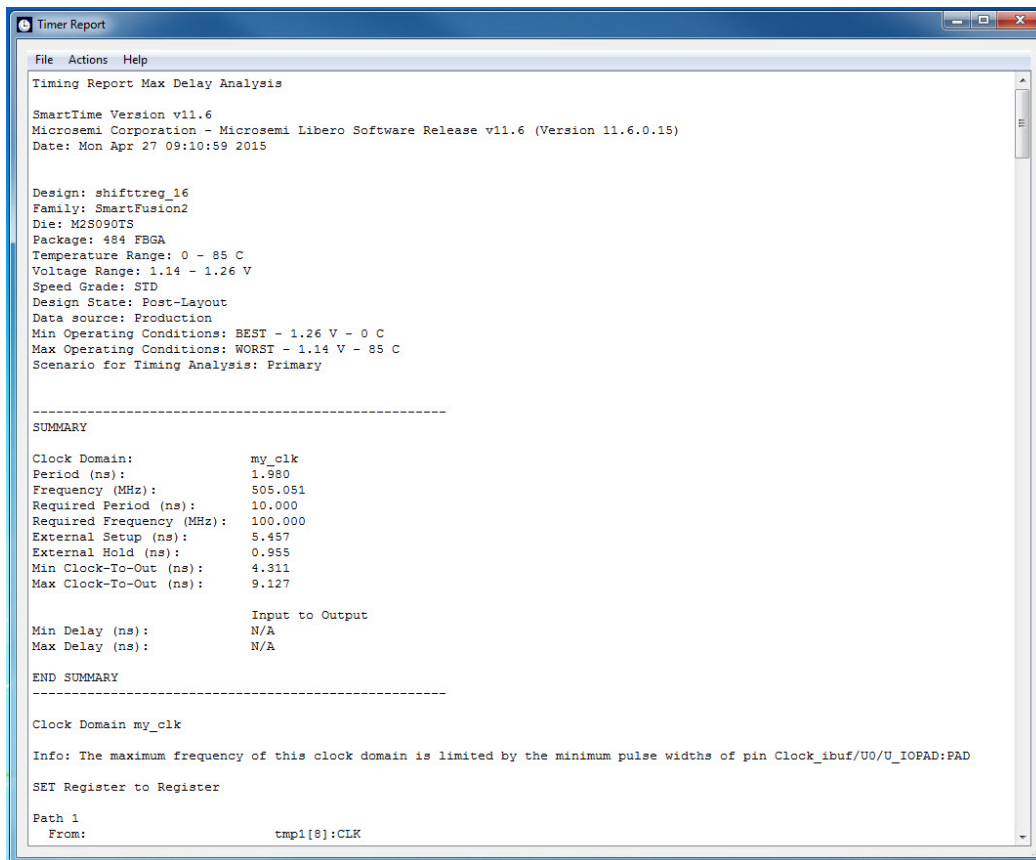 Timer Report
File Actions Help
Timing Report Max Delay Analysis
SmartTime Version v11.6
Microsemi Corporation - Microsemi Libero Software Release v11.6 (Version 11.6.0.15)
Date: Mon Apr 27 09:10:59 2015
Design: shifttreg_16
Family: SmartFusion2
Die: M2S090TS
Package: 484 FBGA
Temperature Range: 0 - 85 C
Voltage Range: 1.14 - 1.26 V
Speed Grade: STD
Design State: Post-Layout
Data source: Production
Min Operating Conditions: BEST - 1.26 V - 0 C
Max Operating Conditions: WORST - 1.14 V - 85 C
Scenario for Timing Analysis: Primary
-----------------------------------------------------
SUMMARY
Clock Domain: my_clk
Period (ns): 1.980
Frequency (MHz): 505.051
Required Period (ns): 10.000
Required Frequency (MHz): 100.000
External Setup (ns): 5.457
External Hold (ns): 0.955
Min Clock-To-Out (ns): 4.311
Max Clock-To-Out (ns): 9.127
Input to Output
Min Delay (ns): N/A
Max Delay (ns): N/A
END SUMMARY
-----------------------------------------------------
Clock Domain my_clk
Info: The maximum frequency of this clock domain is limited by the minimum pulse widths of pin Clock_ibuf/U0/U_IOPAD:PAD
SET Register to Register
Path 1
From: tmp1[8]:CLK